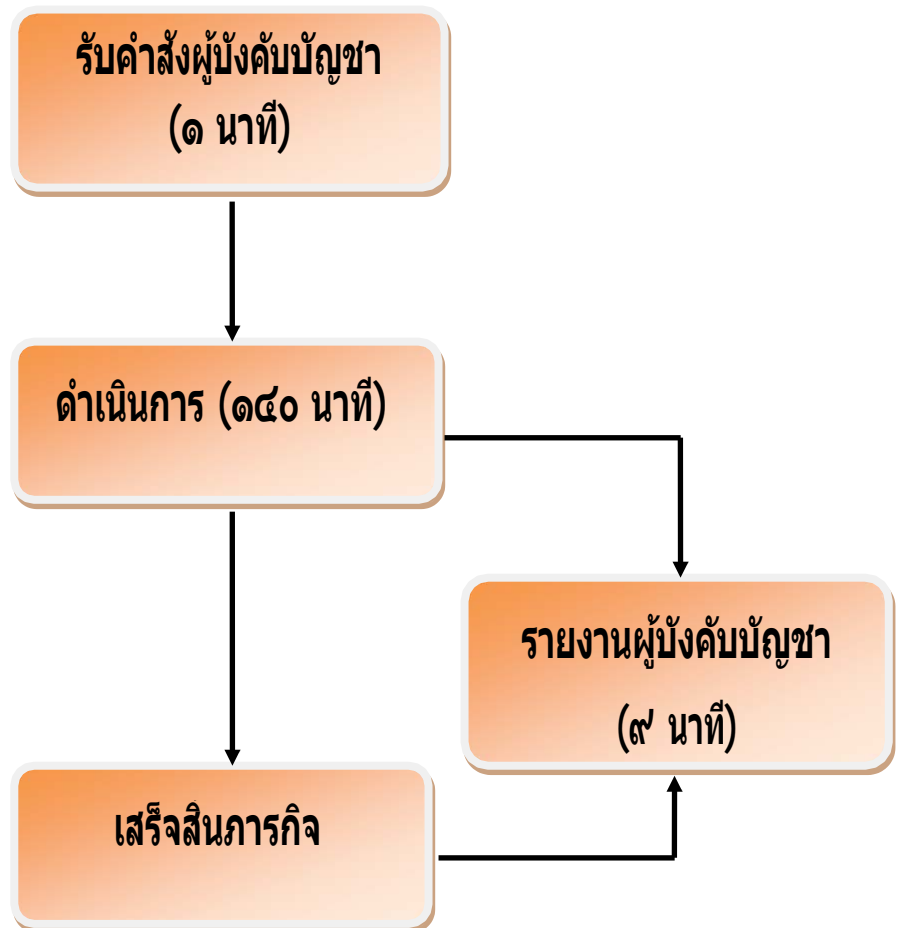 รับคำสังผู้บังคับบัญชา
(๑ นาที)
ดำเนินการ (๑๔๐ นาที)
รายงานผู้บังคับบัญชา
(๙ นาที)
เสร็จสินภารกิจ